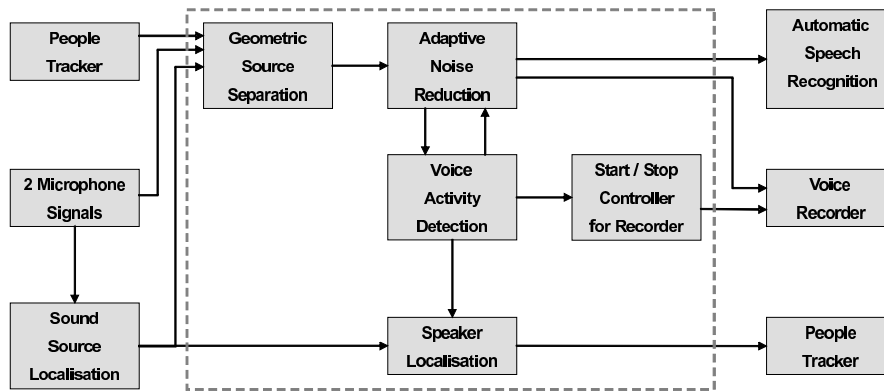 People
Tracker
Geometric
Source
Separation
Adaptive
Noise
Reduction
Automatic
Speech
Recognition
2 Microphone
Signals
Voice
Activity
Detection
Start / Stop
Controller
for Recorder
Voice
Recorder
Sound
Source
Localisation
Speaker
Localisation
People
Tracker